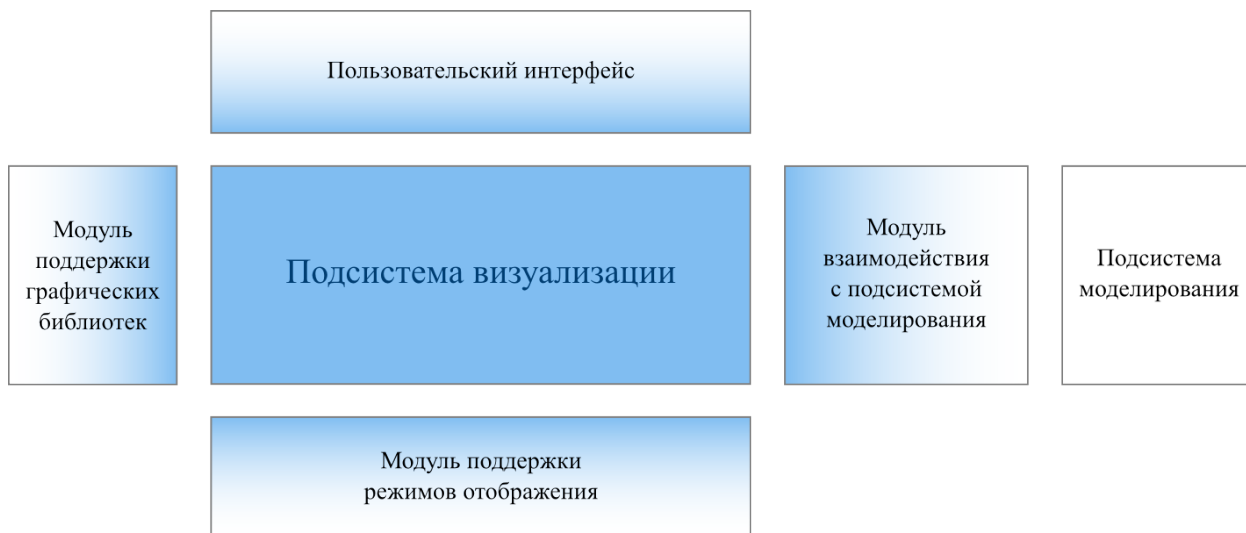 Пользовательский интерфейс
Модуль
поддержки
графических
библиотек
Подсистема визуализации
Модуль
взаимодействия
с подсистемой
моделирования
Подсистема
моделирования
Модуль поддержки
режимов отображения